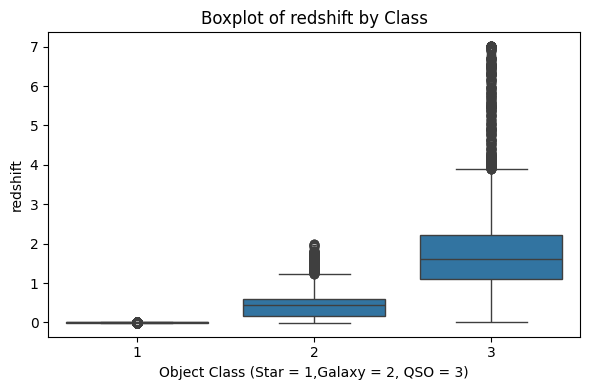 Boxplot of redshift by Class
redshift
7
6
5
4
3
2
1
0
1 2 3
Object Class (Star = 1,Galaxy = 2, QSO = 3)